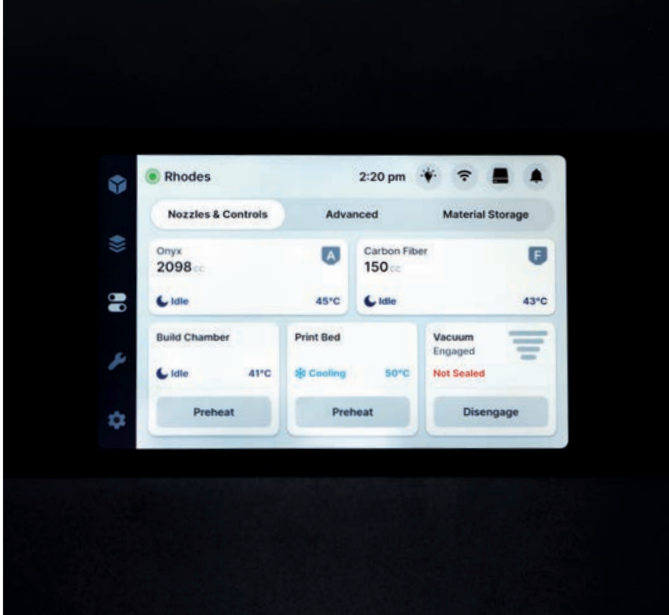 Rhodes 2:20 pm
Nozzles & Controls Advanced Material Storage
Onyx A
2098 cc
Idle 45°C
Carbon Fiber F
150 cc
Idle 43°C
Build Chamber
Idle 41°C
Preheat
Print Bed
Cooling 50°C
Preheat
Vacuum
Engaged
Not Sealed
Disengage